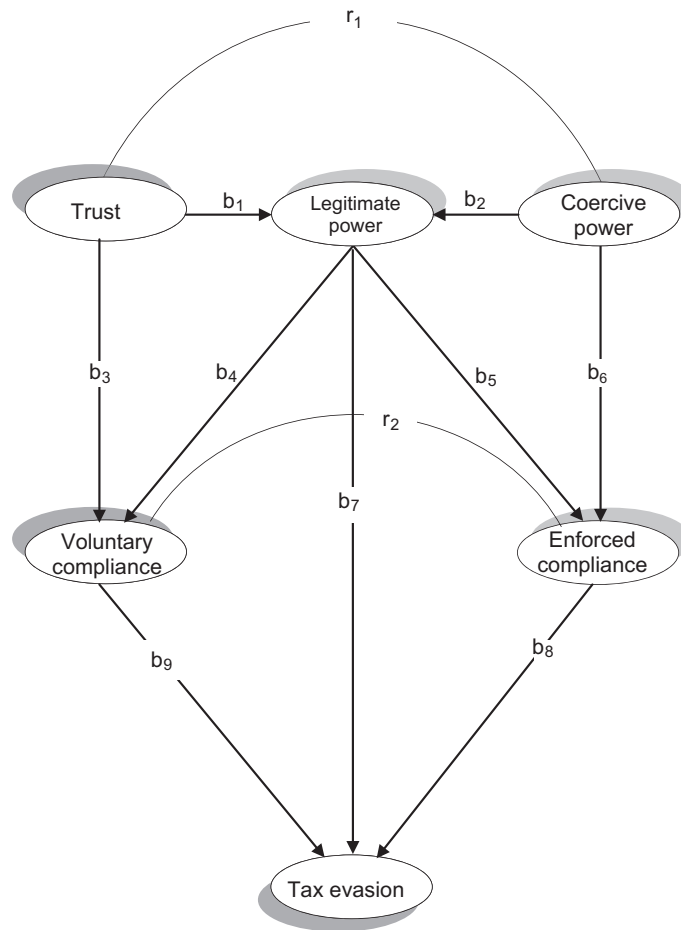 r1
Trust
b1
Legitimate
power
b2
Coercive
power
b3
b4
b5
b6
r2
b7
Voluntary
compliance
Enforced
compliance
b9
b8
Tax evasion